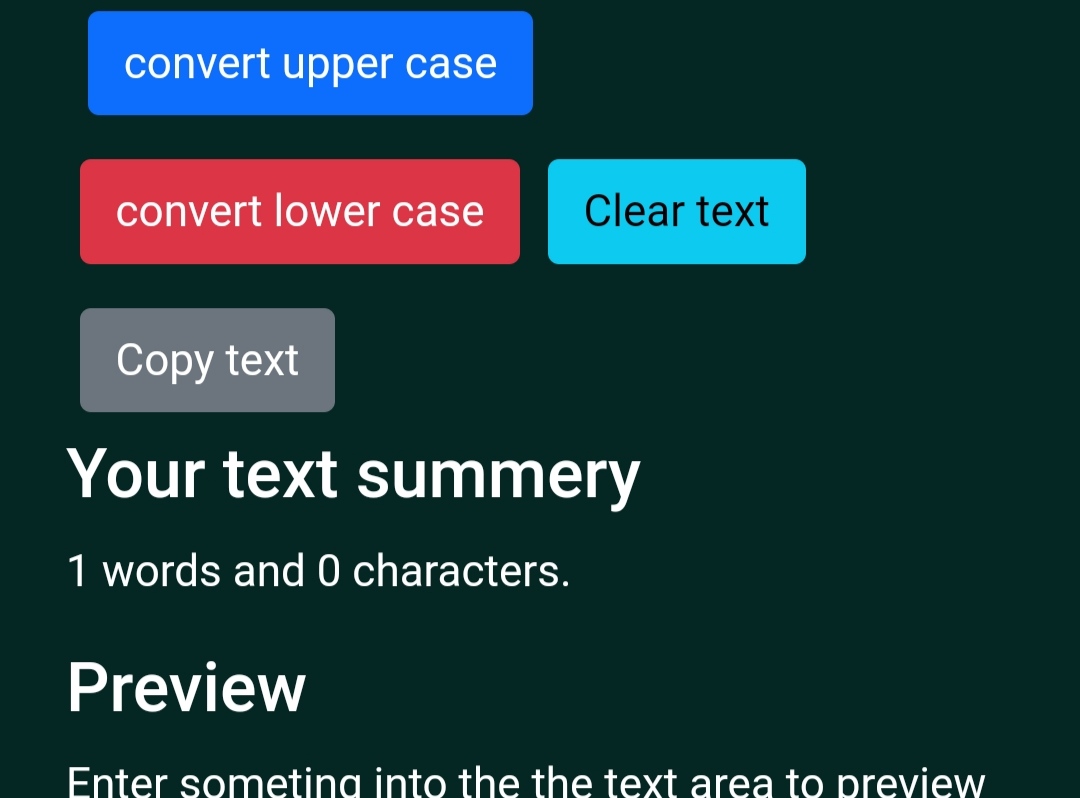 convert upper case
convert lower case Clear text
Copy text
Your text summery
1 words and 0 characters.
Preview
Enter someting into the the text area to preview